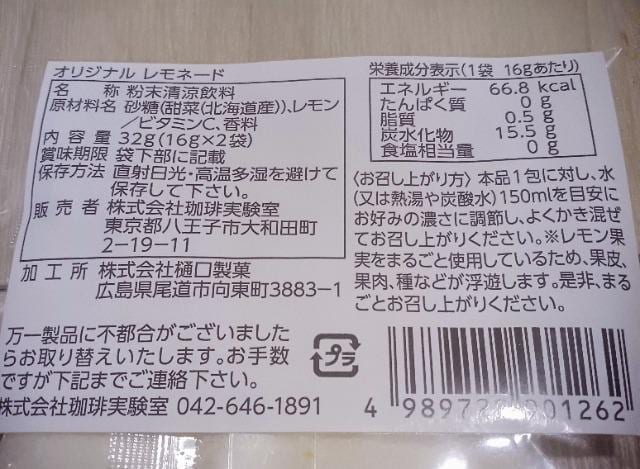 オリジナル レモネード
名 称 粉末清涼飲料
原材料名 砂糖(甜菜(北海道産))、レモン
／ビタミンC、香料
内 容 量 32g(16g×2袋)
賞味期限 袋下部に記載
保存方法 直射日光・高温多湿を避けて
保存して下さい。
販 売 者 株式会社珈琲実験室
東京都八王子市大和田町
2-19-11
加 工 所 株式会社樋口製菓
広島県尾道市向東町3883-1
万一製品に不都合がございました
らお取り替えいたします。お手数
ですが下記までご連絡下さい。
株式会社珈琲実験室 042-646-1891
栄養成分表示(1袋 16gあたり)
エネルギー 66.8 kcal
たんぱく質 0 g
脂質 0.5 g
炭水化物 15.5 g
食塩相当量 0 g
〈お召し上がり方〉本品1包に対し、水
(又は熱湯や炭酸水)150mlを目安に
お好みの濃さに調節し、よくかき混ぜ
てお召し上がりください。※レモン果
実をまるごと使用しているため、果皮、
果肉、種などが浮遊します。是非、まる
ごとお召し上がりください。
プラ